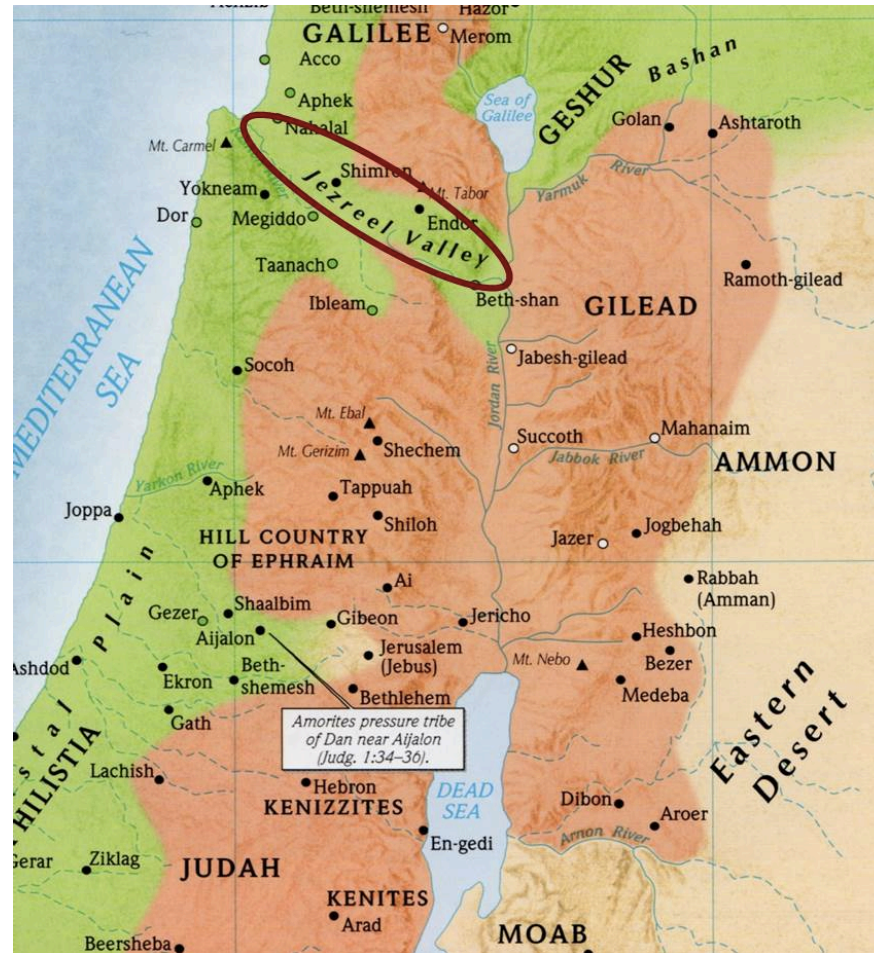 Beth-shemesh
Hazor
GALILEE
Merom
Acco
Aphek
Sea of
Galilee
GESHUR
Bashan
Golan
Ashtaroth
Nahalal
Mt. Carmel
Shimron
Mt. Tabor
Yarmuk River
Yokneam
Jezreel Valley
Endor
Dor
Megiddo
Taanach
Ramoth-gilead
Ibleam
Beth-shan
GILEAD
MEDITERRANEAN
SEA
Socoh
Jordan River
Jabesh-gilead
Mt. Ebal
Shechem
Mt. Gerizim
Succoth
Mahanaim
Jabbok River
AMMON
Yarkon River
Aphek
Tappuah
Joppa
Shiloh
HILL COUNTRY
OF EPHRAIM
Jazer
Jogbehah
Ai
Rabbah
(Amman)
Gezer
Shaalbim
Gibeon
Jericho
Aijalon
Heshbon
Jerusalem
(Jebus)
Mt. Nebo
Bezer
Ashdod
Ekron
Beth-
shemesh
Bethlehem
Medeba
Plain
Gath
Amorites pressure tribe
of Dan near Aijalon
(Judg. 1:34–36).
Eastern
Desert
PHILISTIA
Lachish
Hebron
KENIZZITES
DEAD
SEA
Dibon
Aroer
En-gedi
Arnon River
Gerar
Ziklag
JUDAH
KENITES
Arad
MOAB
Beersheba